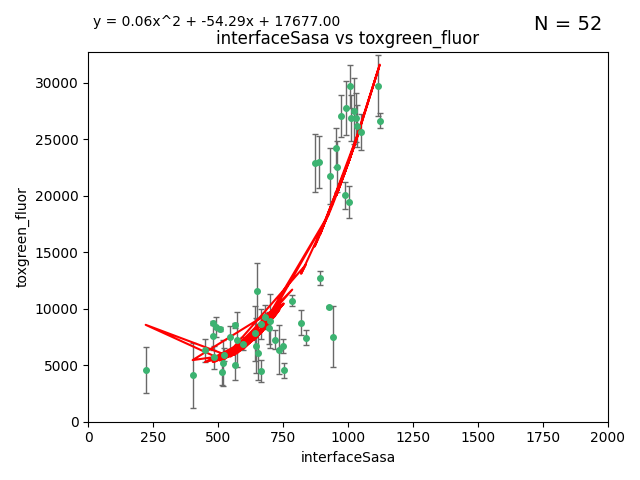 y = 0.06x^2 + -54.29x + 17677.00
N = 52
interfaceSasa vs toxgreen_fluor
30000
25000
20000
15000
10000
5000
0
toxgreen_fluor
0 250 500 750 1000 1250 1500 1750 2000
interfaceSasa